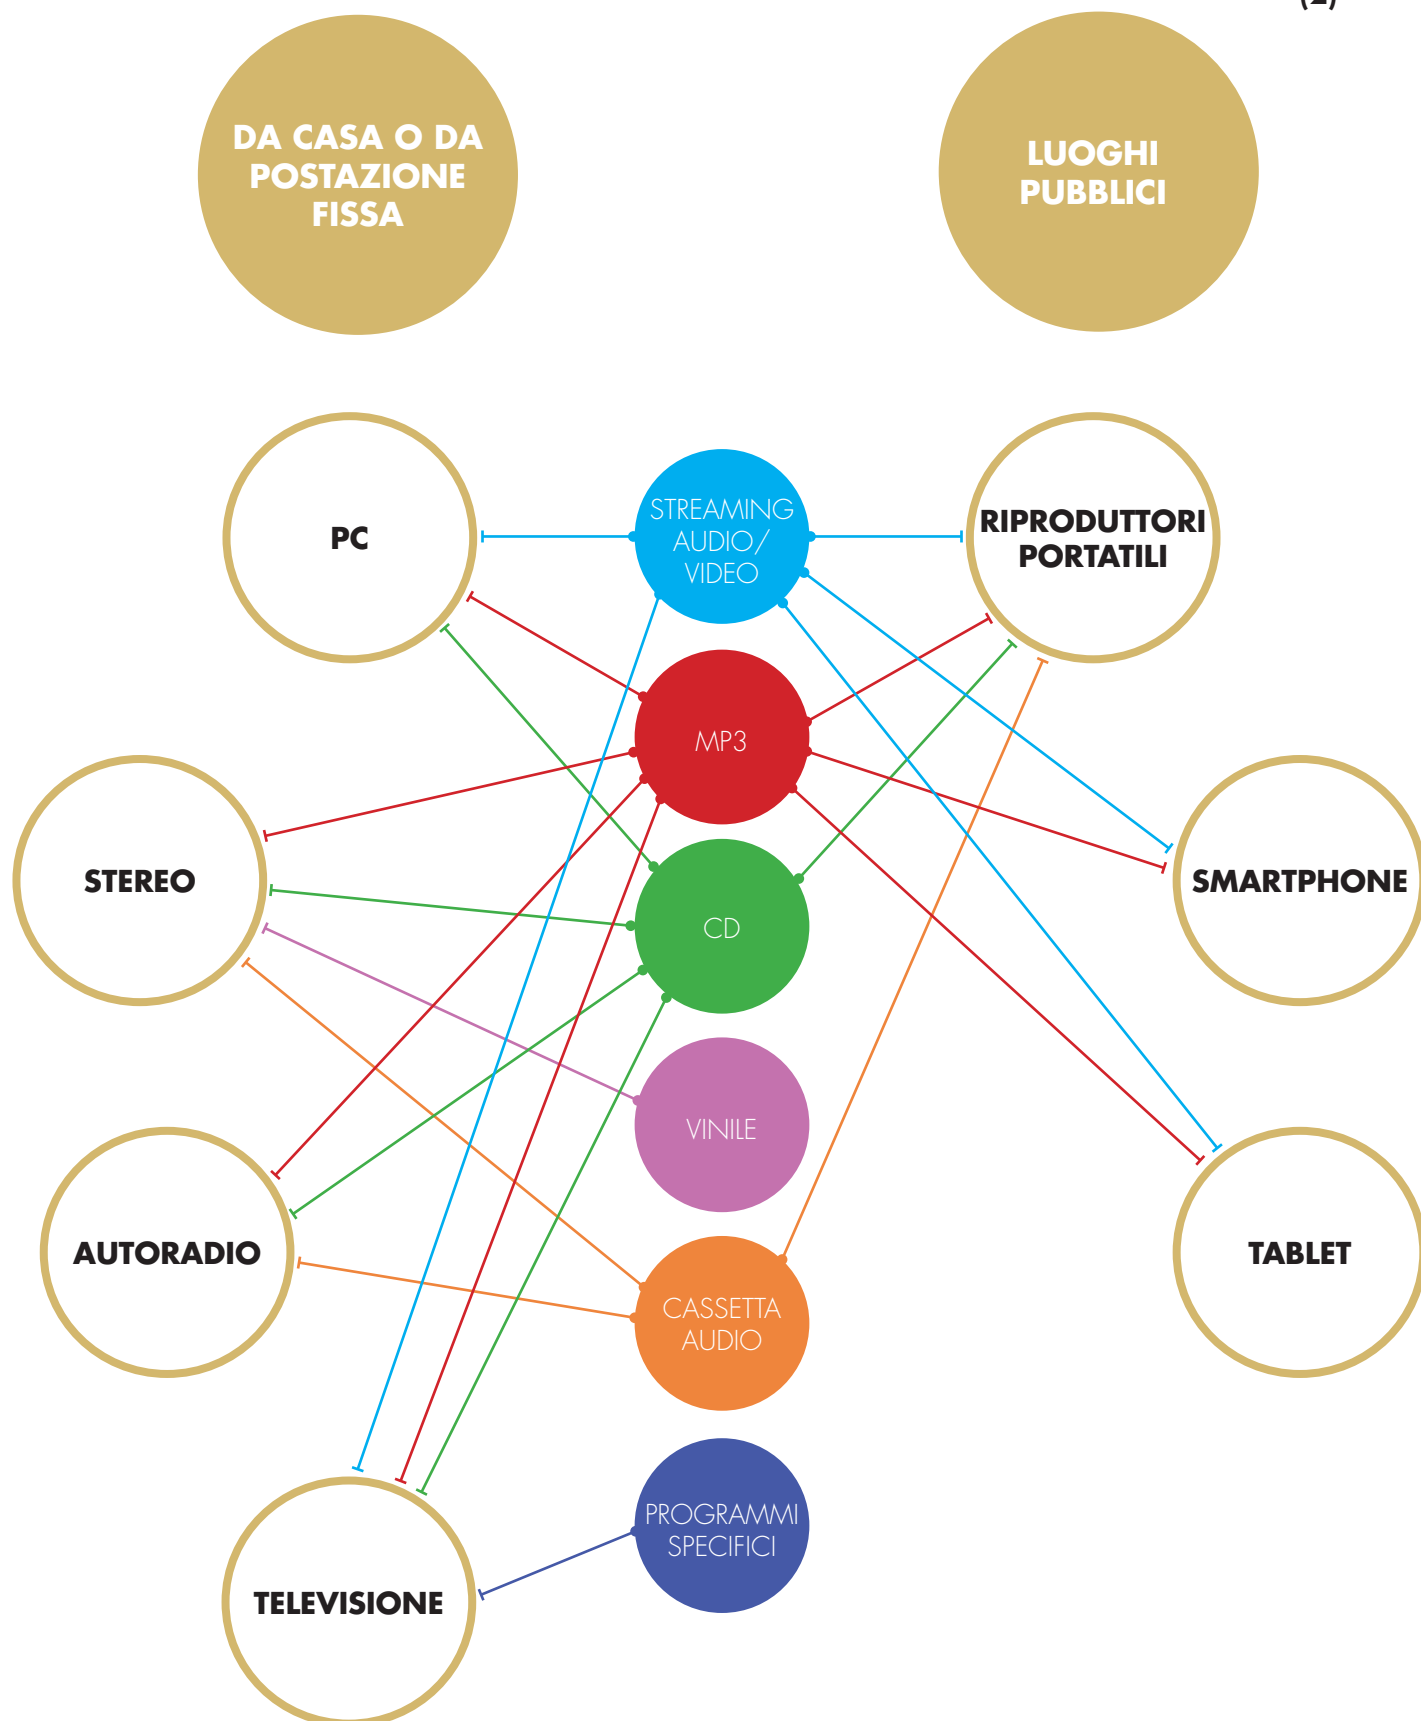 DA CASA O DA
POSTAZIONE
FISSA
LUOGHI
PUBBLICI
PC
STREAMING
AUDIO/
VIDEO
RIPRODUTTORI
PORTATILI
MP3
STEREO
CD
SMARTPHONE
VINILE
AUTORADIO
CASSETTA
AUDIO
TABLET
PROGRAMMI
SPECIFICI
TELEVISIONE